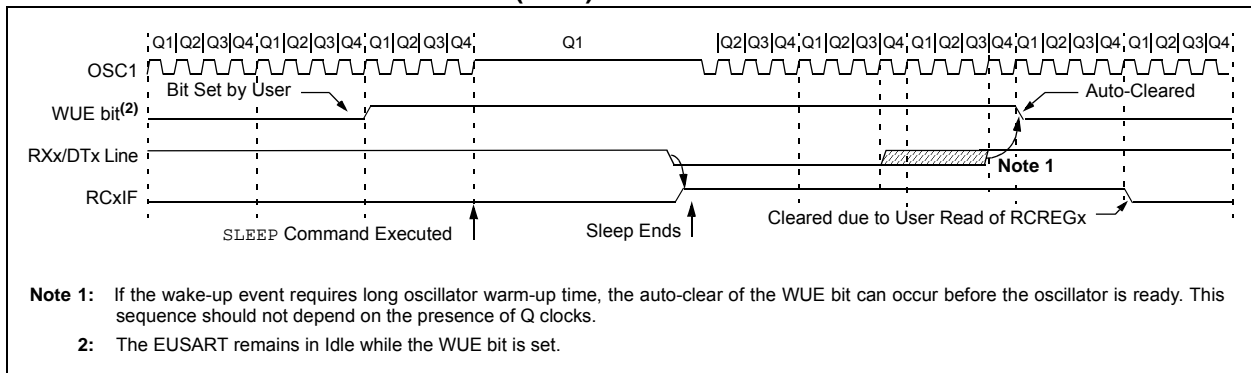 Q1 Q2 Q3 Q4 Q1 Q2 Q3 Q4 Q1 Q2 Q3 Q4 Q1 Q2 Q3 Q4 Q1 Q2 Q3 Q4 Q1 Q2 Q3 Q4 Q1 Q2 Q3 Q4 Q1 Q2 Q3 Q4
OSC1
Bit Set by User
Auto-Cleared
WUE bit(2)
RXx/DTx Line
Note 1
RCxIF
Cleared due to User Read of RCREGx
SLEEP Command Executed
Sleep Ends
Note 1: If the wake-up event requires long oscillator warm-up time, the auto-clear of the WUE bit can occur before the oscillator is ready. This
sequence should not depend on the presence of Q clocks.
2: The EUSART remains in Idle while the WUE bit is set.